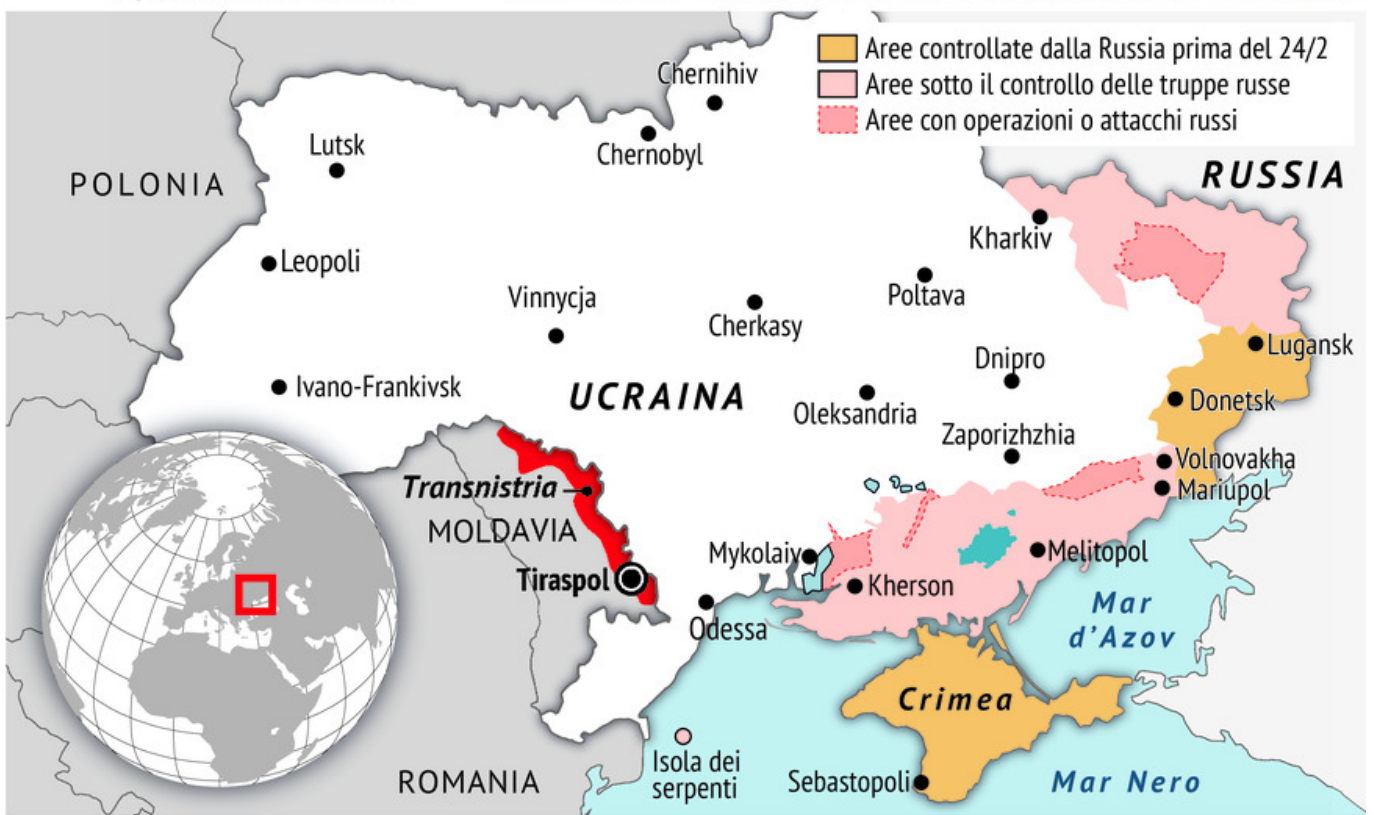 Aree controllate dalla Russia prima del 24/2
Aree sotto il controllo delle truppe russe
Aree con operazioni o attacchi russi
Chernihiv
Lutsk
Chernobyl
POLONIA
RUSSIA
Kharkiv
Leopoli
Poltava
Vinnycja
Cherkasy
Lugansk
Dnipro
Ivano-Frankivsk
UCRAINA
Donetsk
Oleksandria
Zaporizhzhia
Volnovakha
Transnistria
Mariupol
MOLDAVIA
Mykolaiv
Melitopol
Tiraspol
Kherson
Mar
d'Azov
Odessa
Crimea
Isola dei
serpenti
ROMANIA
Sebastopoli
Mar Nero